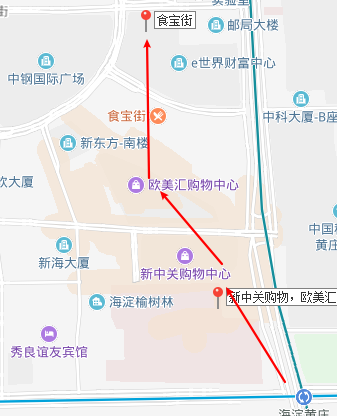 街
食宝街
邮局大楼
中钢国际广场
e世界财富中心
食宝街
中科大厦-B座
新东方-南楼
欧美汇购物中心
欠大厦
中国科
黄庄
新海大厦
新中关购物中心
新中关购物，欧美汇
海淀榆树林
秀良谊友宾馆
海淀黄庄